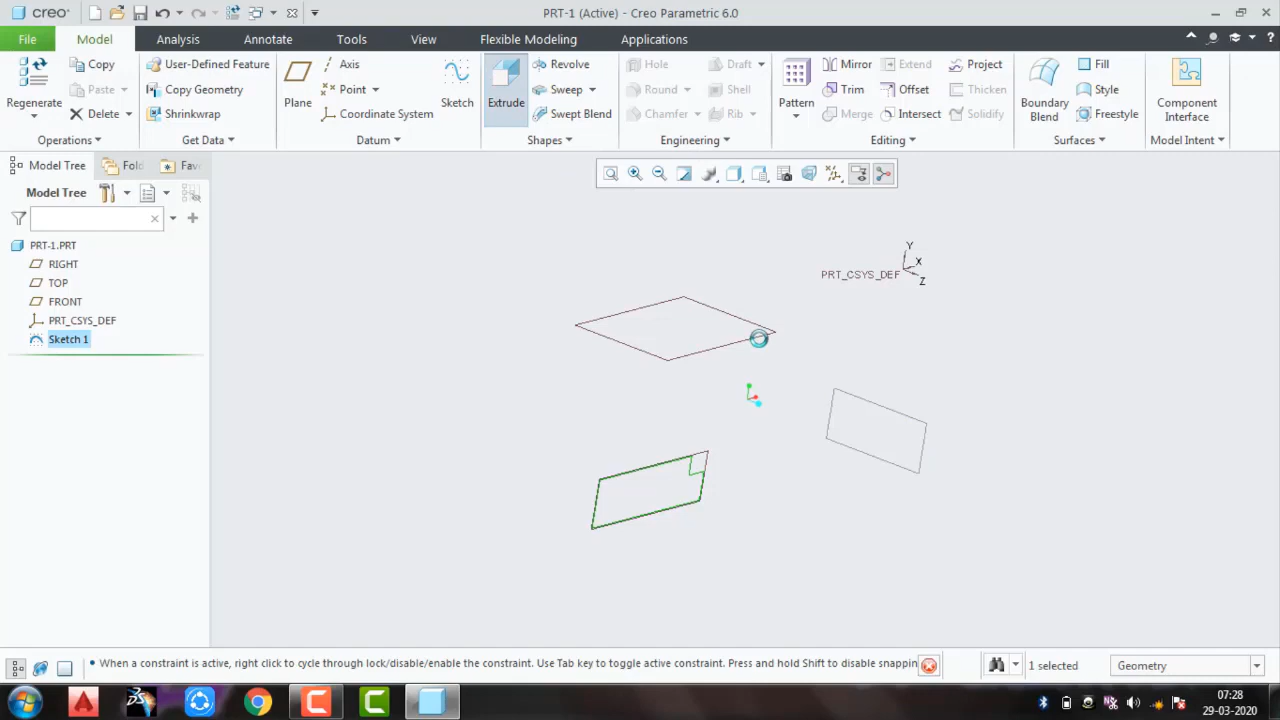 creo®
PRT-1 (Active) - Creo Parametric 6.0
File Model Analysis Annotate Tools View Flexible Modeling Applications
Regenerate
Copy
Paste
Delete
Operations
User-Defined Feature
Copy Geometry
Shrinkwrap
Get Data
Plane
Axis
Point
Coordinate System
Sketch
Datum
Extrude
Revolve
Sweep
Swept Blend
Shapes
Hole
Round
Chamfer
Draft
Shell
Rib
Engineering
Pattern
Mirror
Trim
Merge
Extend
Offset
Intersect
Project
Thicken
Solidify
Editing
Boundary
Blend
Fill
Style
Freestyle
Surfaces
Component
Interface
Model Intent
Model Tree Fold Fav
Model Tree
PRT-1.PRT
RIGHT
TOP
FRONT
PRT_CSYS_DEF
Sketch 1
Y
X
PRT_CSYS_DEF
Z
When a constraint is active, right click to cycle through lock/disable/enable the constraint. Use Tab key to toggle active constraint. Press and hold Shift to disable snappin
1 selected
Geometry
07:28
29-03-2020